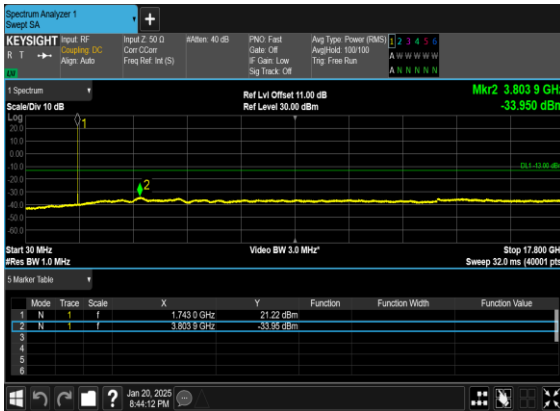 Spectrum Analyzer 1
Swept SA
+
KEYSIGHT
R T
Input: RF
Coupling: DC
Align: Auto
Input Z: 50 Ω
Corr CCorr
Freq Ref: Int (S)
#Atten: 40 dB
PNO: Fast
Gate: Off
IF Gain: Low
Sig Track: Off
Avg Type: Power (RMS)
Avg|Hold: 100/100
Trig: Free Run
1 2 3 4 5 6
A W W W W W
A N N N N N
1 Spectrum
Scale/Div 10 dB
Ref Lvl Offset 11.00 dB
Ref Level 30.00 dBm
Mkr2 3.803 9 GHz
-33.950 dBm
Log
20.0
10.0
0.00
-10.0
-20.0
-30.0
-40.0
-50.0
-60.0
1
2
DL1 -13.00 dBm
Start 30 MHz
#Res BW 1.0 MHz
Video BW 3.0 MHz*
Stop 17.800 GH
Sweep 32.0 ms (40001 pts
5 Marker Table
Mode Trace Scale X Y Function Function Width Function Value
1 N 1 f 1.743 0 GHz 21.22 dBm
2 N 1 f 3.803 9 GHz -33.95 dBm
3
4
5
6
?
Jan 20, 2025
8:44:12 PM